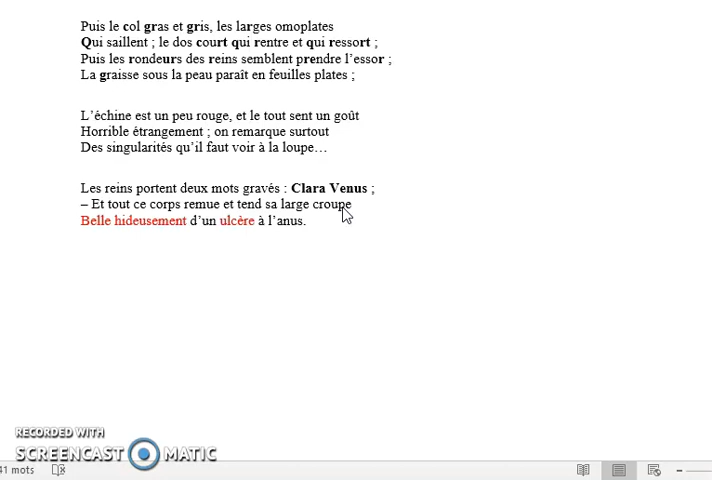 Puis le col gras et gris, les larges omoplates
Qui saillent ; le dos court qui rentre et qui ressort ;
Puis les rondeurs des reins semblent prendre l’essor ;
La graisse sous la peau paraît en feuilles plates ;
L’échine est un peu rouge, et le tout sent un goût
Horrible étrangement ; on remarque surtout
Des singularités qu’il faut voir à la loupe…
Les reins portent deux mots gravés : Clara Venus ;
– Et tout ce corps remue et tend sa large croupe
Belle hideusement d’un ulcère à l’anus.
RECORDED WITH
SCREENCAST MATIC
41 mots